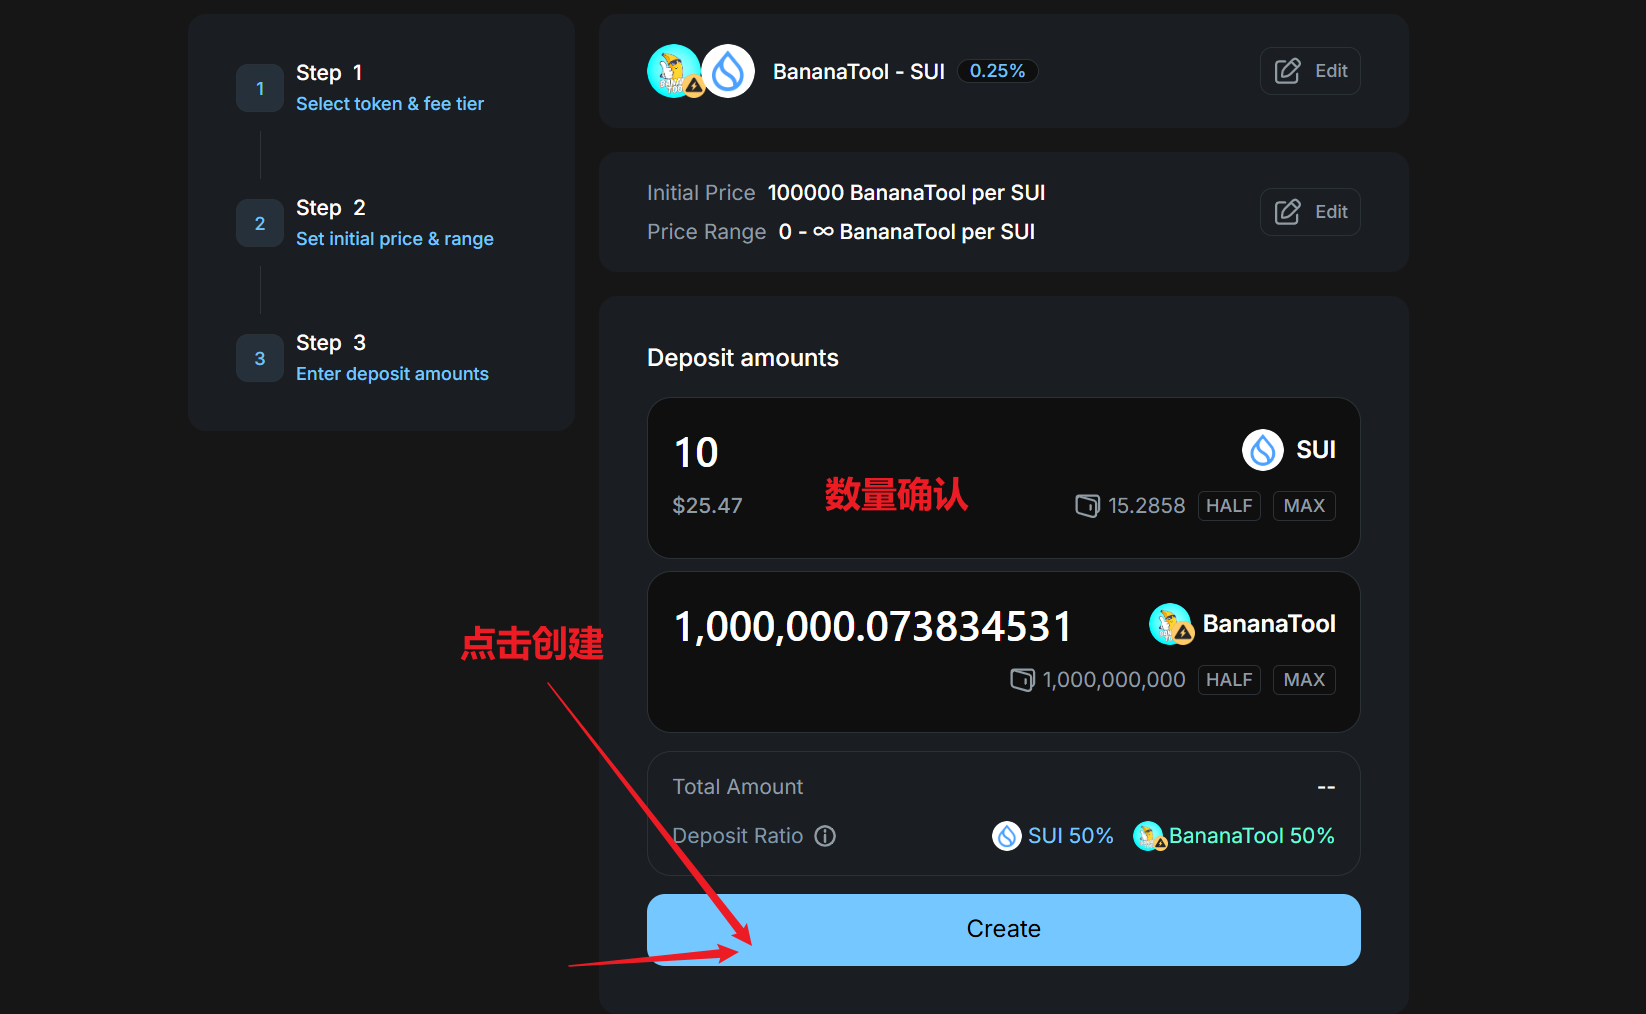 1
Step 1
Select token & fee tier
2
Step 2
Set initial price & range
3
Step 3
Enter deposit amounts
BananaTool - SUI 0.25%
Edit
Initial Price 100000 BananaTool per SUI
Price Range 0 - ∞ BananaTool per SUI
Edit
Deposit amounts
10
SUI
$25.47
数量确认
15.2858 HALF MAX
1,000,000.073834531
BananaTool
点击创建
1,000,000,000 HALF MAX
Total Amount --
Deposit Ratio SUI 50% BananaTool 50%
Create